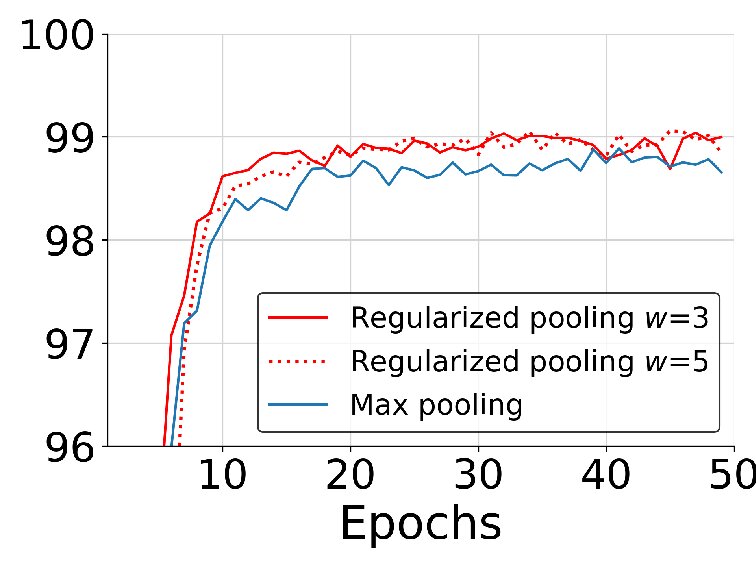 100
99
98
97
96
Regularized pooling w=3
Regularized pooling w=5
Max pooling
10 20 30 40 50
Epochs